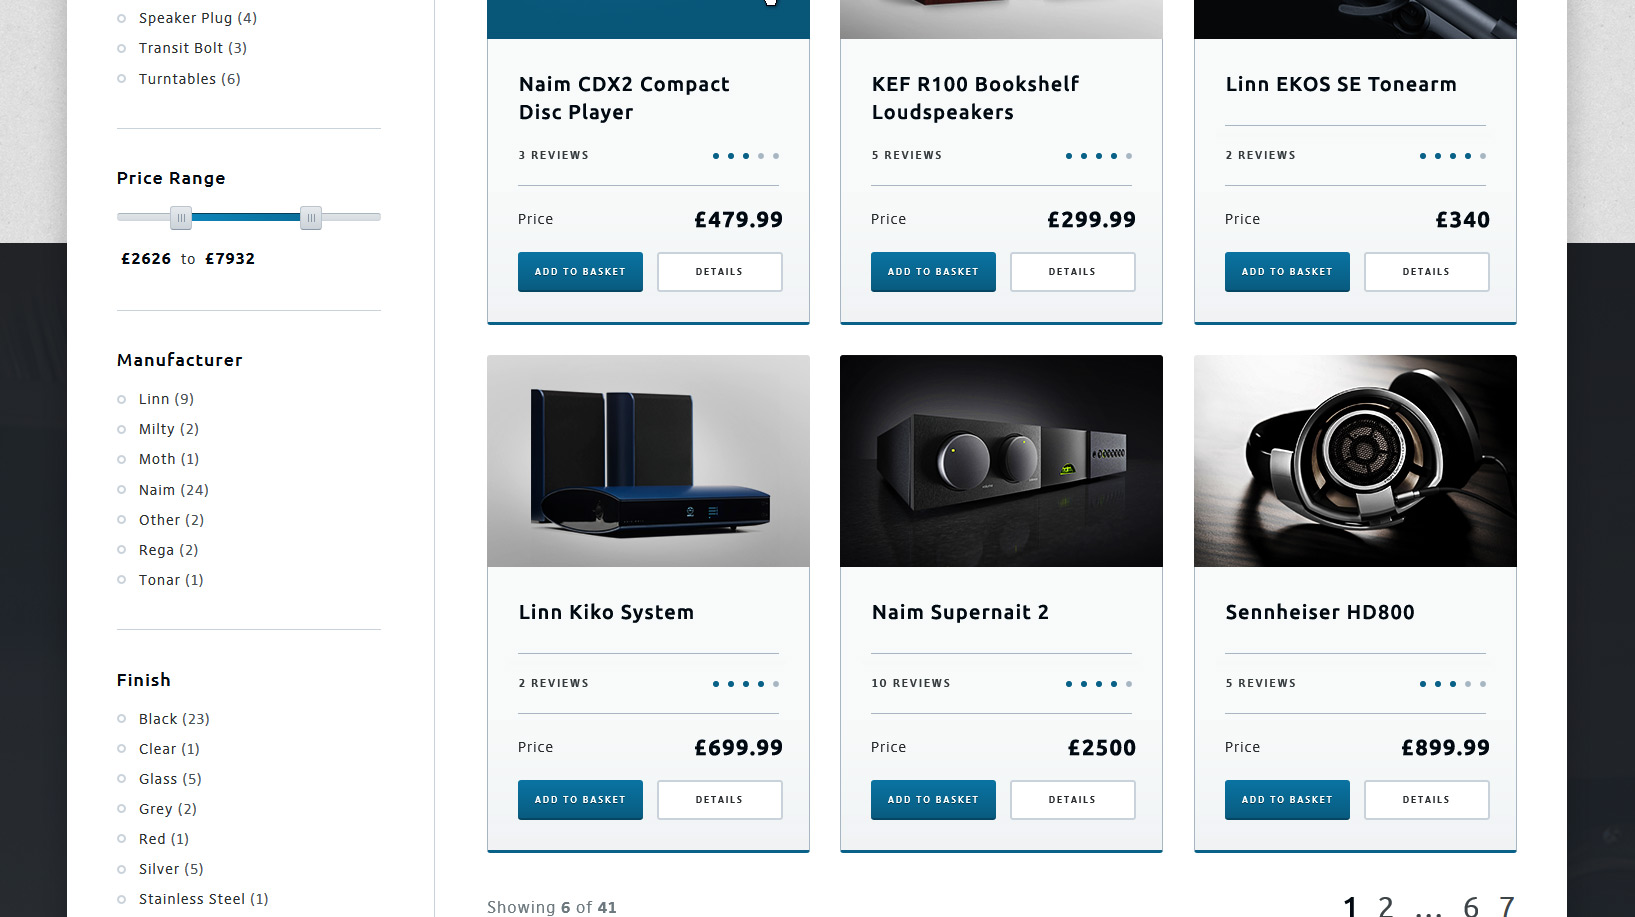 Speaker Plug (4)
Transit Bolt (3)
Turntables (6)
Price Range
£2626 to £7932
Manufacturer
Linn (9)
Milty (2)
Moth (1)
Naim (24)
Other (2)
Rega (2)
Tonar (1)
Finish
Black (23)
Clear (1)
Glass (5)
Grey (2)
Red (1)
Silver (5)
Stainless Steel (1)
Naim CDX2 Compact
Disc Player
3 REVIEWS
Price £479.99
ADD TO BASKET DETAILS
KEF R100 Bookshelf
Loudspeakers
5 REVIEWS
Price £299.99
ADD TO BASKET DETAILS
Linn EKOS SE Tonearm
2 REVIEWS
Price £340
ADD TO BASKET DETAILS
Linn Kiko System
2 REVIEWS
Price £699.99
ADD TO BASKET DETAILS
Naim Supernait 2
10 REVIEWS
Price £2500
ADD TO BASKET DETAILS
Sennheiser HD800
5 REVIEWS
Price £899.99
ADD TO BASKET DETAILS
Showing 6 of 41
1 2 ... 6 7